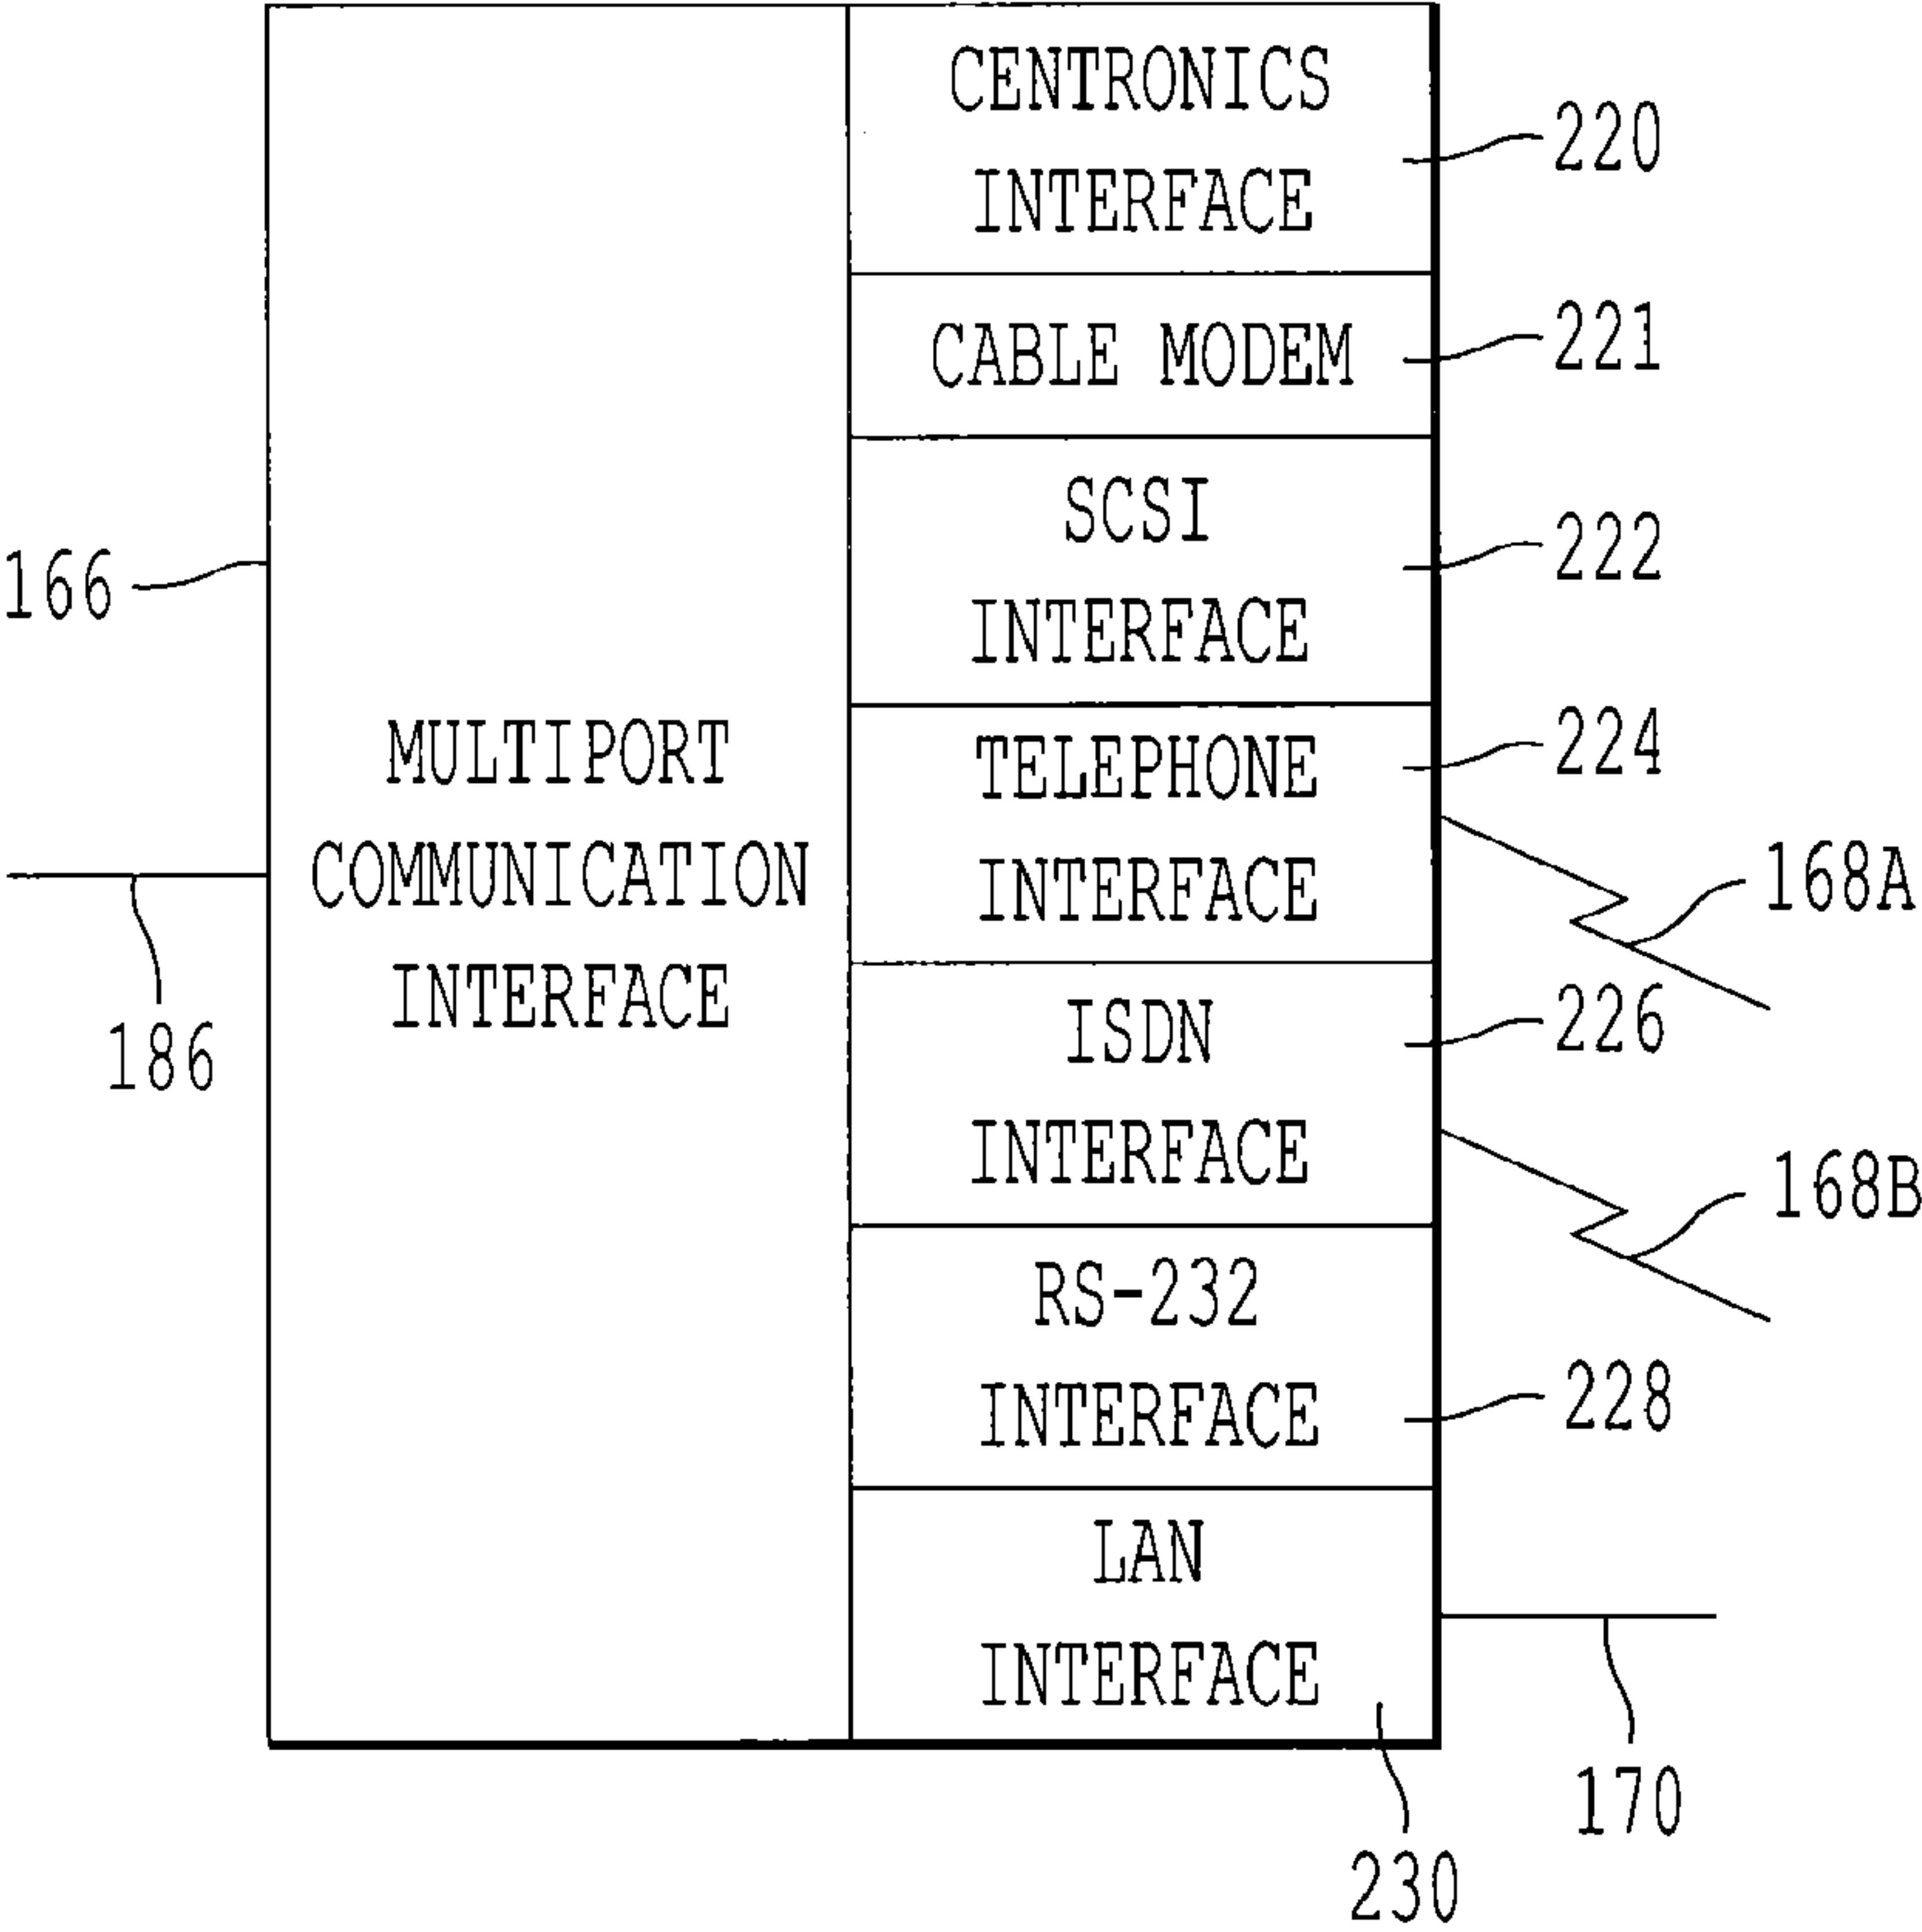 CENTRONICS
INTERFACE
220
CABLE MODEM
221
SCSI
INTERFACE
222
166
MULTIPORT
COMMUNICATION
INTERFACE
186
TELEPHONE
INTERFACE
224
168A
ISDN
INTERFACE
226
168B
RS-232
INTERFACE
228
LAN
INTERFACE
170
230